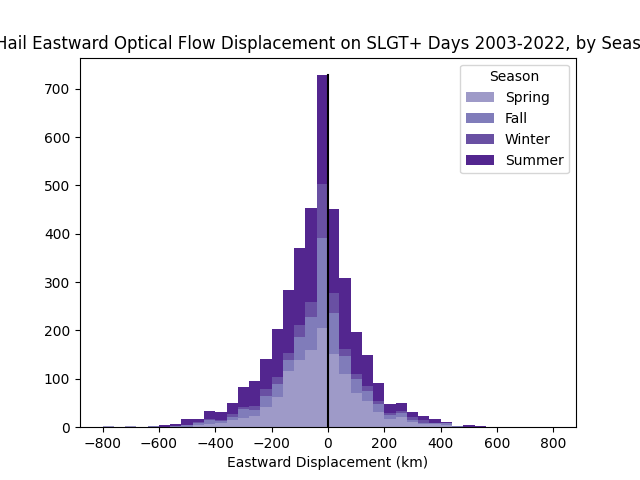 Hail Eastward Optical Flow Displacement on SLGT+ Days 2003-2022, by Seas
Season
Spring
Fall
Winter
Summer
700
600
500
400
300
200
100
0
−800 −600 −400 −200 0 200 400 600 800
Eastward Displacement (km)